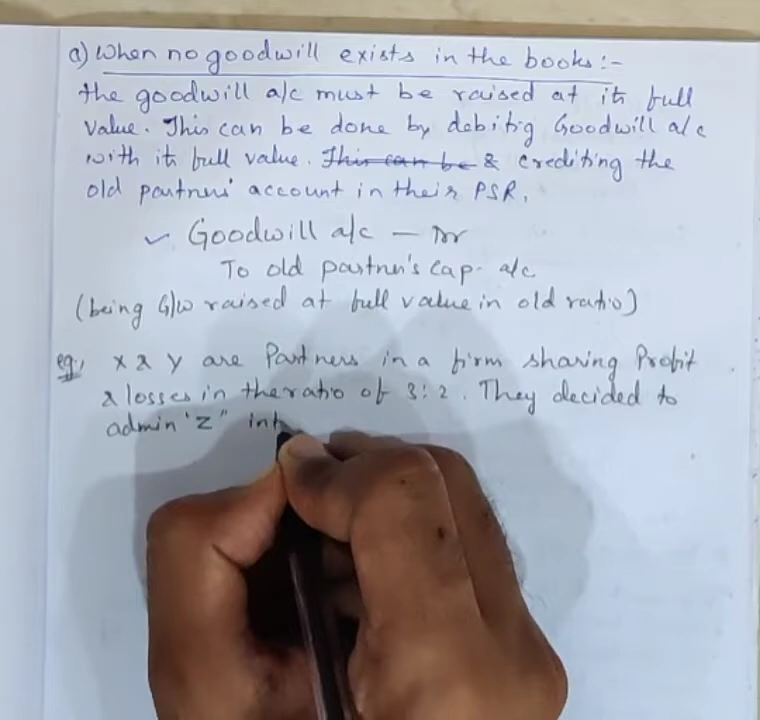 a) When no goodwill exists in the books:-
the goodwill a/c must be raised at its full
value. This can be done by debitig Goodwill a/c
with its full value. This can be & crediting the
old partners' account in their PSR.
✓ Goodwill a/c — Dr
To old partner's Cap. a/c
(being G/w raised at full value in old ratio)
eg:, X & Y are Partners in a firm sharing Profit
& losses in the ratio of 3:2. They decided to
admin 'Z" int